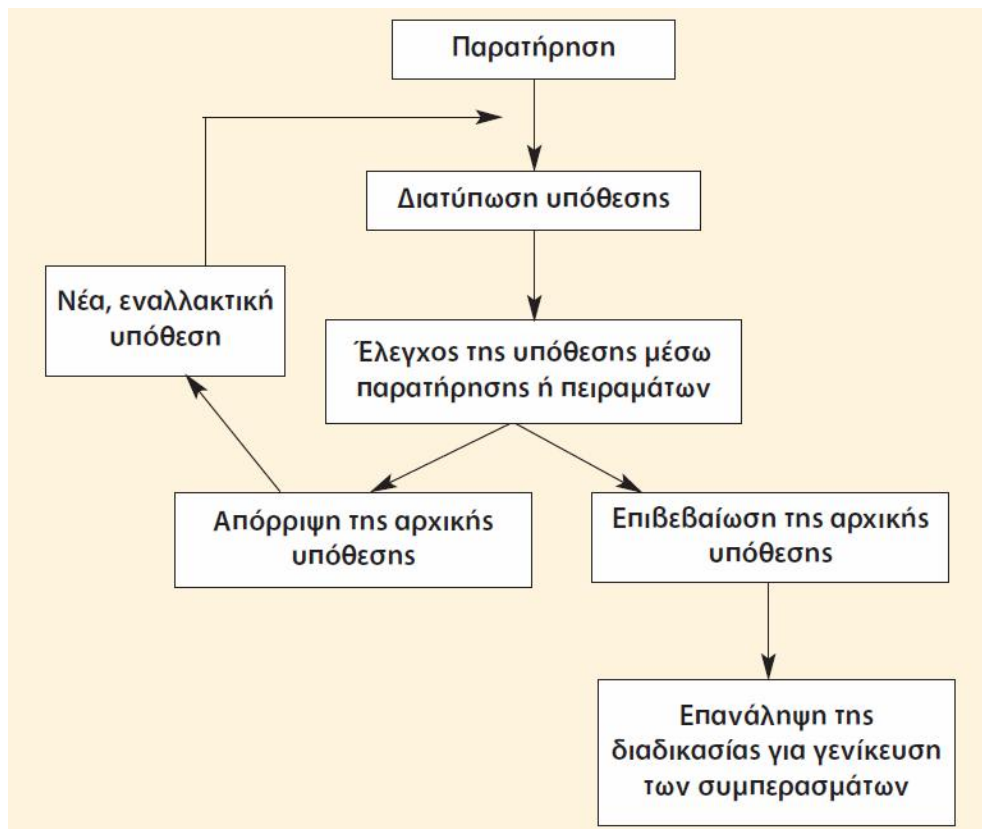 Παρατήρηση
Διατύπωση υπόθεσης
Νέα, εναλλακτική
υπόθεση
Έλεγχος της υπόθεσης μέσω
παρατήρησης ή πειραμάτων
Απόρριψη της αρχικής
υπόθεσης
Επιβεβαίωση της αρχικής
υπόθεσης
Επανάληψη της
διαδικασίας για γενίκευση
των συμπερασμάτων